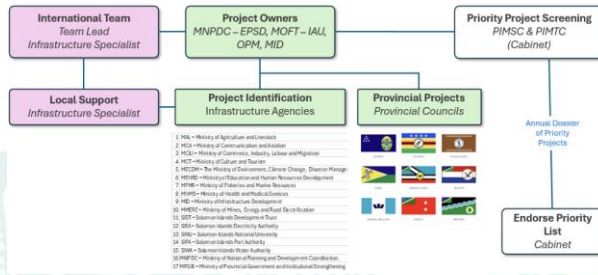 International Team
Team Lead
Infrastructure Specialist
Project Owners
MNPDC – EPSD, MOFT – IAU,
OPM, MID
Priority Project Screening
PIMSC & PIMTC
(Cabinet)
Local Support
Infrastructure Specialist
Project Identification
Infrastructure Agencies
Provincial Projects
Provincial Councils
Annual Dossier
of Priority
Projects
1 MAL = Ministry of Agriculture and Livestock
2 MCA = Ministry of Communication and Aviation
3 MCILI = Ministry of Commerce, Industry, Labour and Migration
4 MCT = Ministry of Culture and Tourism
5 MECDM = The Ministry of Environment, Climate Change, Disaster Manage
6 MEHRD = Ministry of Education and Human Resources Development
7 MFMR = Ministry of Fisheries and Marine Resources
8 MHMS = Ministry of Health and Medical Services
9 MID = Ministry of Infrastructure Development
10 MMERE = Ministry of Mines, Energy and Rural Electrification
11 SIDT = Solomon Islands Development Trust
12 SIEA = Solomon Islands Electricity Authority
13 SINU = Solomon Islands National University
14 SIPA = Solomon Islands Port Authority
15 SIWA = Solomon Islands Water Authority
16 MNPDC = Ministry of National Planning and Development Coordination.
17 MPGIS = Ministry of Provincial Government and Institutional Strengthening
Endorse Priority
List
Cabinet